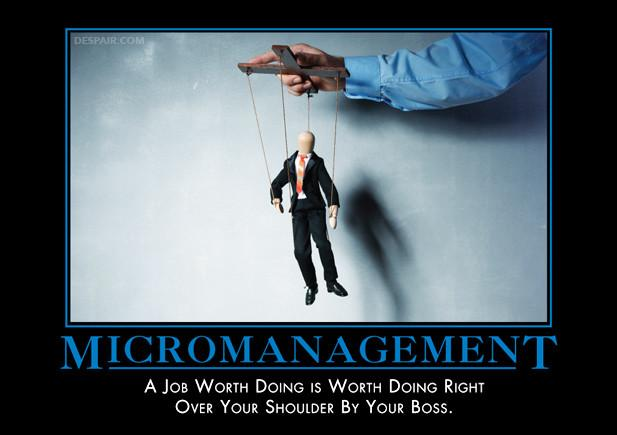 DESPAIR.COM
MICROMANAGEMENT
A JOB WORTH DOING IS WORTH DOING RIGHT
OVER YOUR SHOULDER BY YOUR BOSS.